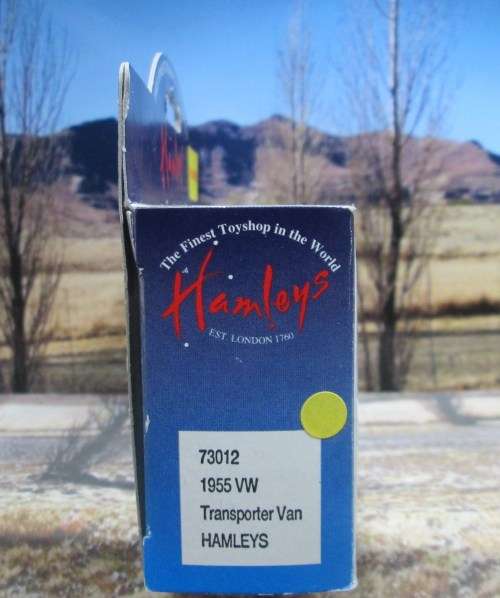 The Finest Toyshop in the World
Hamleys
EST. LONDON 1760
73012
1955 VW
Transporter Van
HAMLEYS